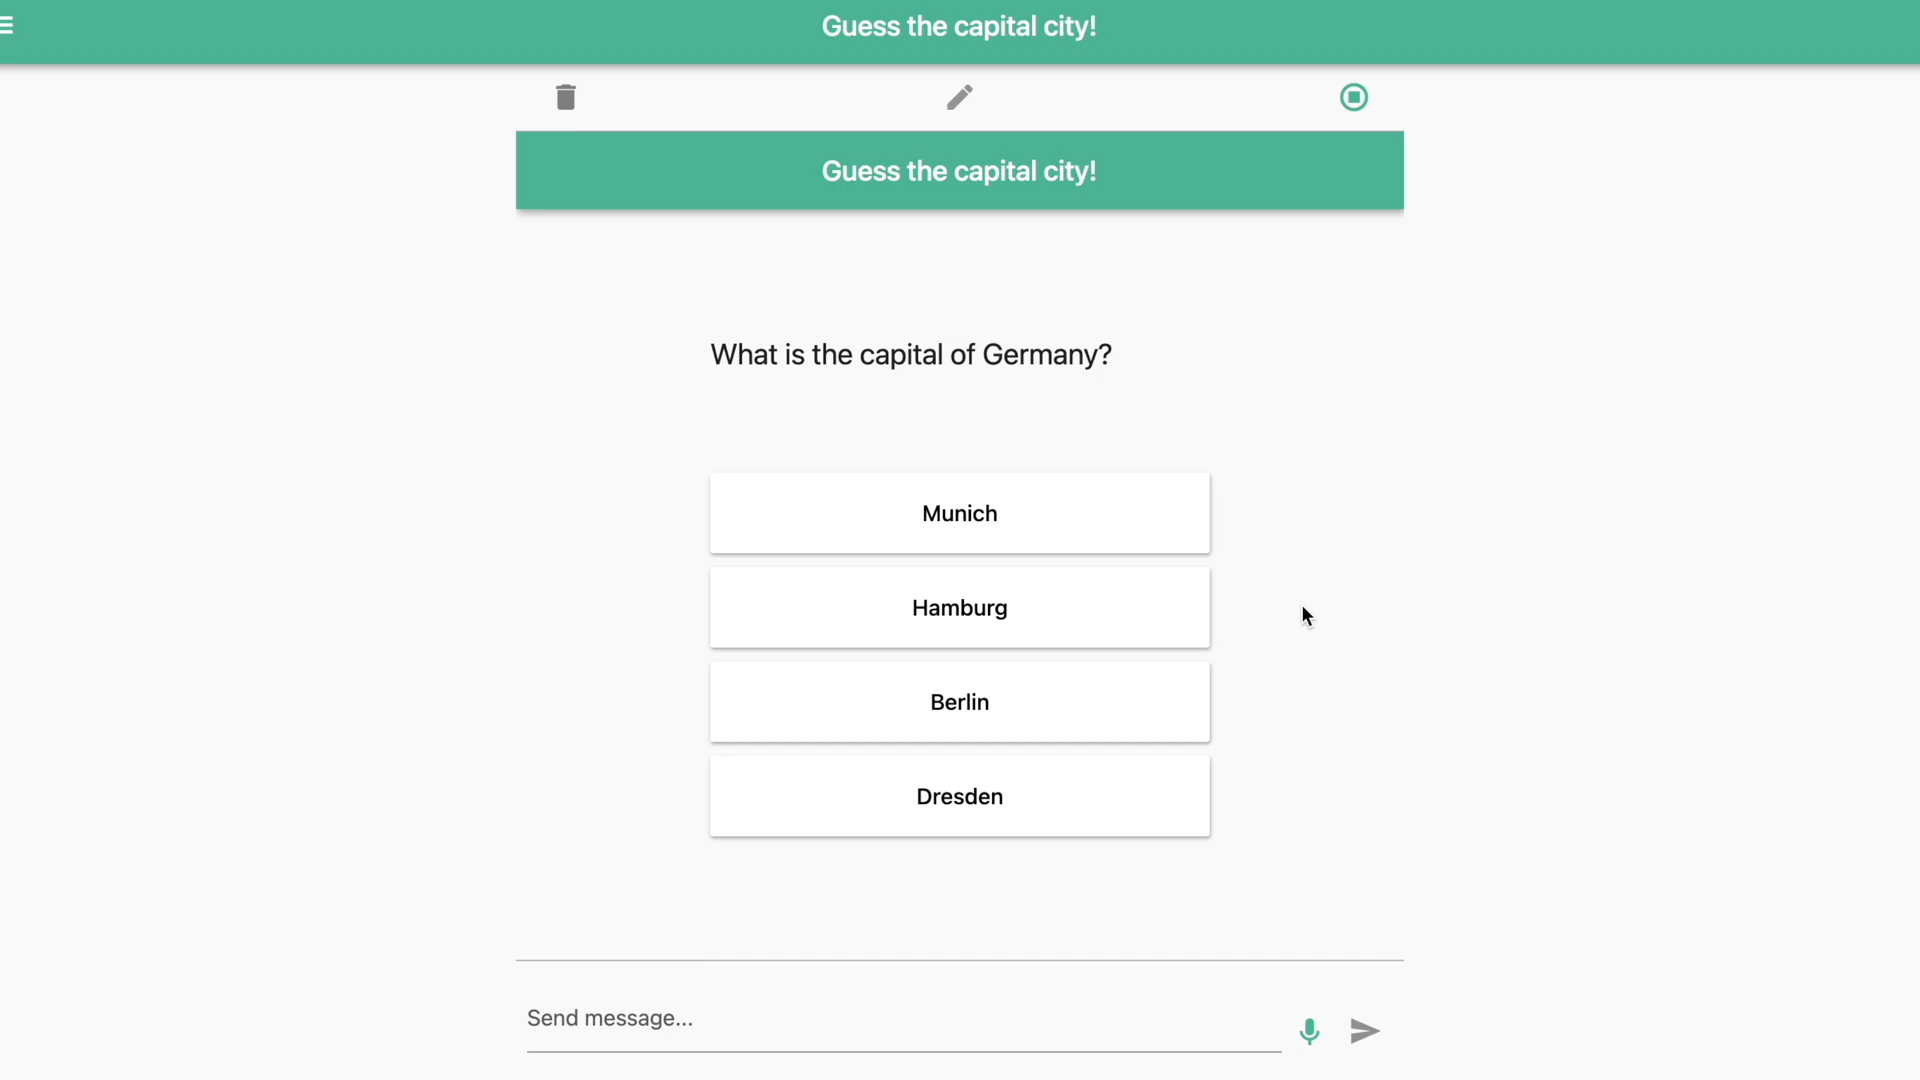 Guess the capital city!
Guess the capital city!
What is the capital of Germany?
Munich
Hamburg
Berlin
Dresden
Send message...